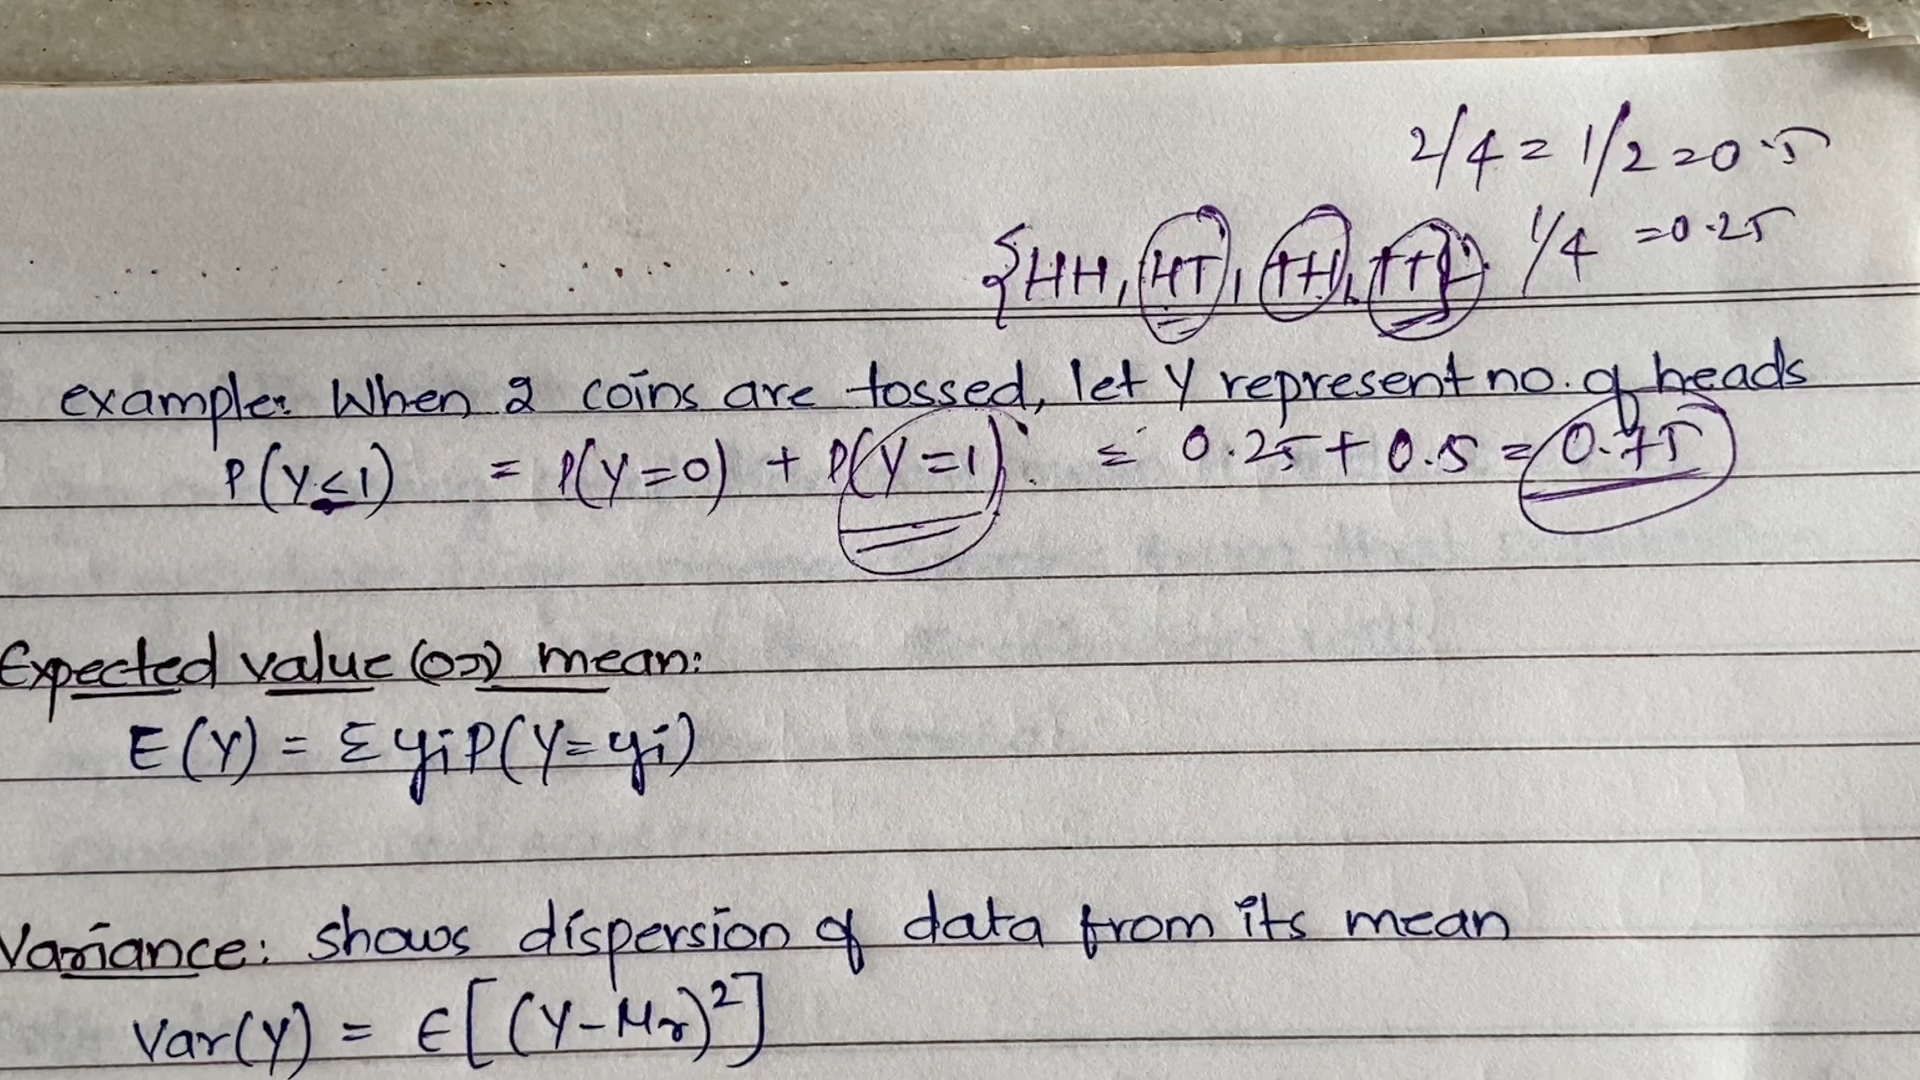 2/4 = 1/2 = 0.5
{HH, HT, TH, TT} 1/4 = 0.25
example: When 2 coins are tossed, let Y represent no. of heads
P(Y≤1) = P(Y=0) + P(Y=1) = 0.25 + 0.5 = 0.75
Expected value (or) mean:
E(Y) = Σ yi P(Y=yi)
Variance: shows dispersion of data from its mean
Var(Y) = E[(Y-μr)²]